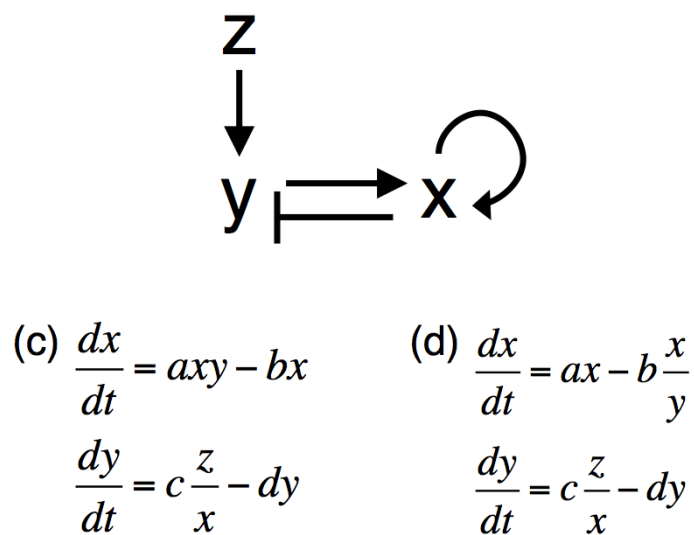 z
y x
(c) dx/dt = axy − bx
(d) dx/dt = ax − b x/y
dy/dt = c z/x − dy
dy/dt = c z/x − dy